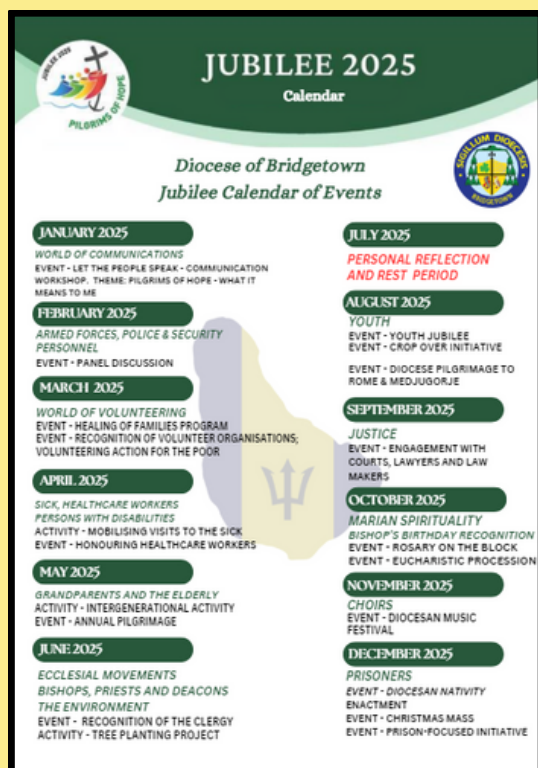 JUBILEE 2025
Calendar
JUBILEE 2025
PILGRIMS OF HOPE
SIGILLUM DIOECESIS
BRIDGETOWN
Diocese of Bridgetown
Jubilee Calendar of Events
JANUARY 2025
WORLD OF COMMUNICATIONS
EVENT - LET THE PEOPLE SPEAK - COMMUNICATION
WORKSHOP. THEME: PILGRIMS OF HOPE - WHAT IT
MEANS TO ME
FEBRUARY 2025
ARMED FORCES, POLICE & SECURITY
PERSONNEL
EVENT - PANEL DISCUSSION
MARCH 2025
WORLD OF VOLUNTEERING
EVENT - HEALING OF FAMILIES PROGRAM
EVENT - RECOGNITION OF VOLUNTEER ORGANISATIONS;
VOLUNTEERING ACTION FOR THE POOR
APRIL 2025
SICK, HEALTHCARE WORKERS
PERSONS WITH DISABILITIES
ACTIVITY - MOBILISING VISITS TO THE SICK
EVENT - HONOURING HEALTHCARE WORKERS
MAY 2025
GRANDPARENTS AND THE ELDERLY
ACTIVITY - INTERGENERATIONAL ACTIVITY
EVENT - ANNUAL PILGRIMAGE
JUNE 2025
ECCLESIAL MOVEMENTS
BISHOPS, PRIESTS AND DEACONS
THE ENVIRONMENT
EVENT - RECOGNITION OF THE CLERGY
ACTIVITY - TREE PLANTING PROJECT
JULY 2025
PERSONAL REFLECTION
AND REST PERIOD
AUGUST 2025
YOUTH
EVENT - YOUTH JUBILEE
EVENT - CROP OVER INITIATIVE
EVENT - DIOCESE PILGRIMAGE TO
ROME & MEDJUGORJE
SEPTEMBER 2025
JUSTICE
EVENT - ENGAGEMENT WITH
COURTS, LAWYERS AND LAW
MAKERS
OCTOBER 2025
MARIAN SPIRITUALITY
BISHOP'S BIRTHDAY RECOGNITION
EVENT - ROSARY ON THE BLOCK
EVENT - EUCHARISTIC PROCESSION
NOVEMBER 2025
CHOIRS
EVENT - DIOCESAN MUSIC
FESTIVAL
DECEMBER 2025
PRISONERS
EVENT - DIOCESAN NATIVITY
ENACTMENT
EVENT - CHRISTMAS MASS
EVENT - PRISON-FOCUSED INITIATIVE